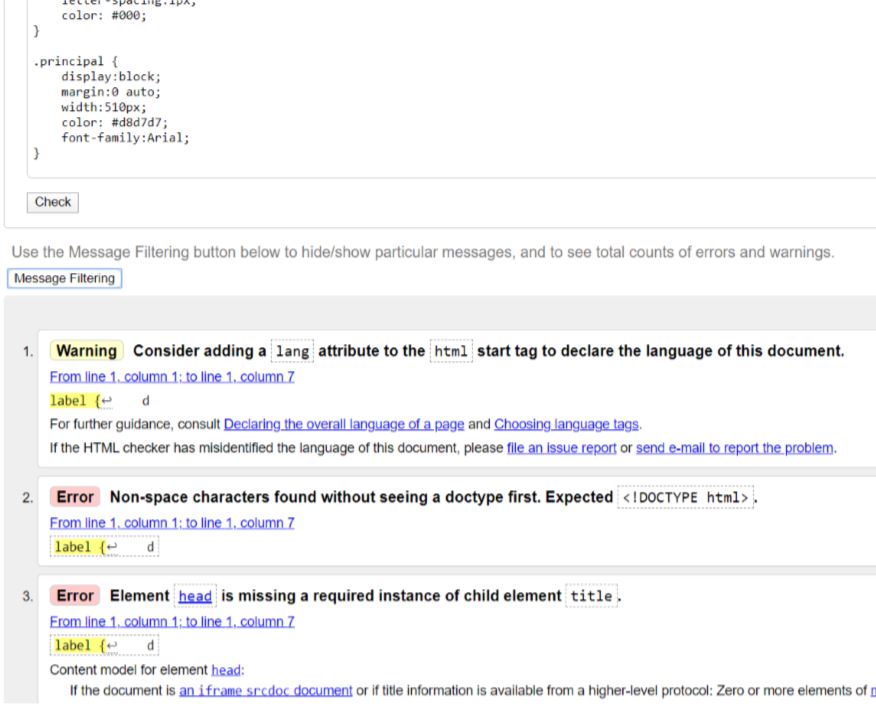 letter-spacing:1px;
color: #000;
}
.principal {
display:block;
margin:0 auto;
width:510px;
color: #d8d7d7;
font-family:Arial;
}
Check
Use the Message Filtering button below to hide/show particular messages, and to see total counts of errors and warnings.
Message Filtering
1. Warning Consider adding a lang attribute to the html start tag to declare the language of this document.
From line 1, column 1; to line 1, column 7
label {↩ d
For further guidance, consult Declaring the overall language of a page and Choosing language tags.
If the HTML checker has misidentified the language of this document, please file an issue report or send e-mail to report the problem.
2. Error Non-space characters found without seeing a doctype first. Expected <!DOCTYPE html>.
From line 1, column 1; to line 1, column 7
label {↩ d
3. Error Element head is missing a required instance of child element title.
From line 1, column 1; to line 1, column 7
label {↩ d
Content model for element head:
If the document is an iframe srcdoc document or if title information is available from a higher-level protocol: Zero or more elements of